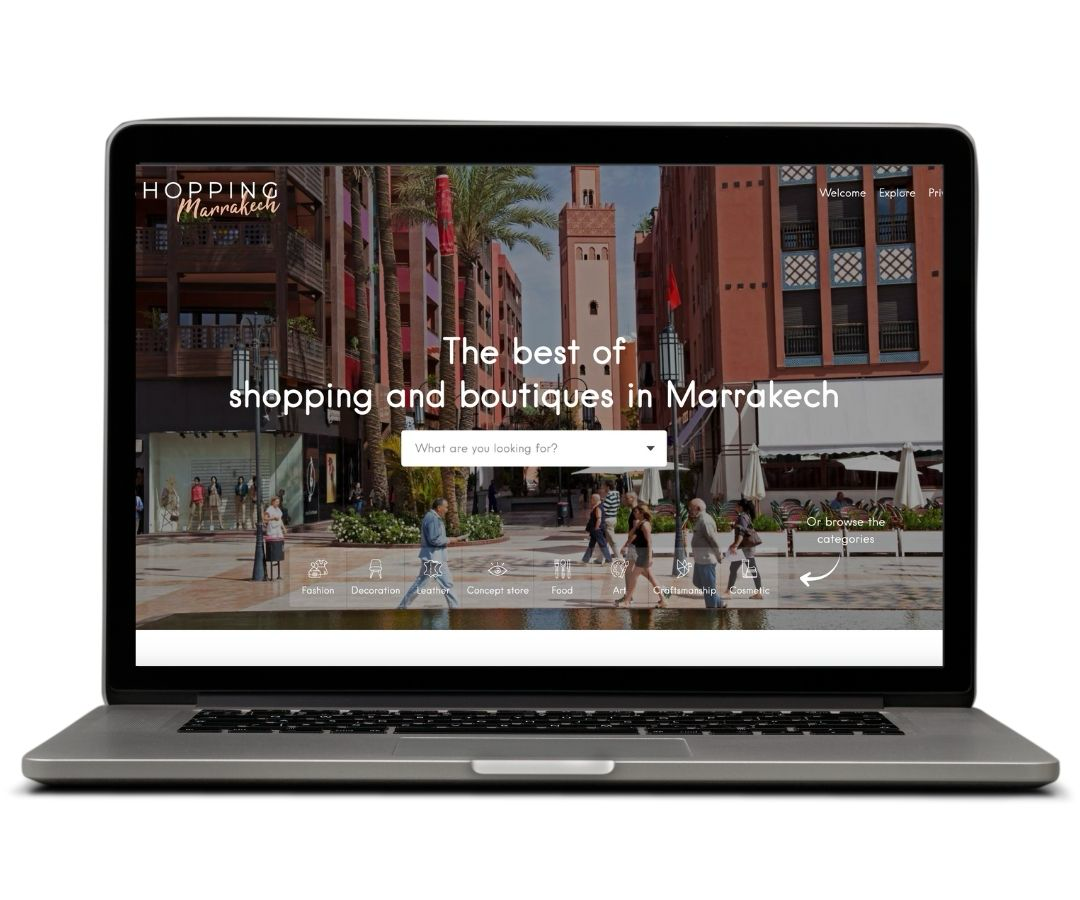 HOPPING
Marrakech
Welcome Explore Pri
The best of
shopping and boutiques in Marrakech
What are you looking for?
Or browse the
categories
Fashion Decoration Leather Concept store Food Art Craftsmanship Cosmetic